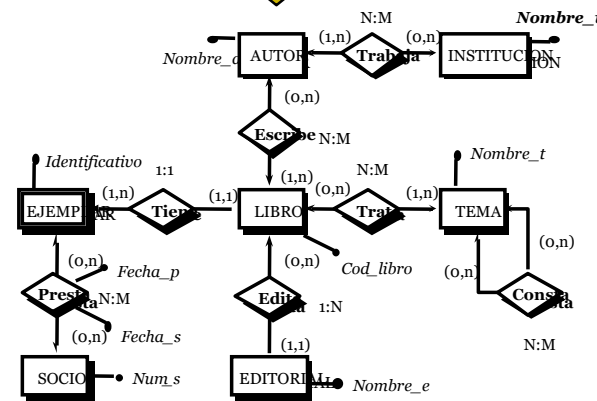 N:M
Nombre_i
(1,n)
(0,n)
Nombre_a
AUTOR
Trabaja
INSTITUCION
(0,n)
Escribe
N:M
Identificativo
1:1
(1,n)
N:M
Nombre_t
(1,n)
(1,1)
(0,n)
(1,n)
EJEMPLAR
Tiene
LIBRO
Trata
TEMA
(0,n)
(0,n)
Fecha_p
(0,n)
Cod_libro
(0,n)
Presta
N:M
Edita
1:N
Consta
(0,n)
Fecha_s
(1,1)
N:M
SOCIO
Num_s
EDITORIAL
Nombre_e